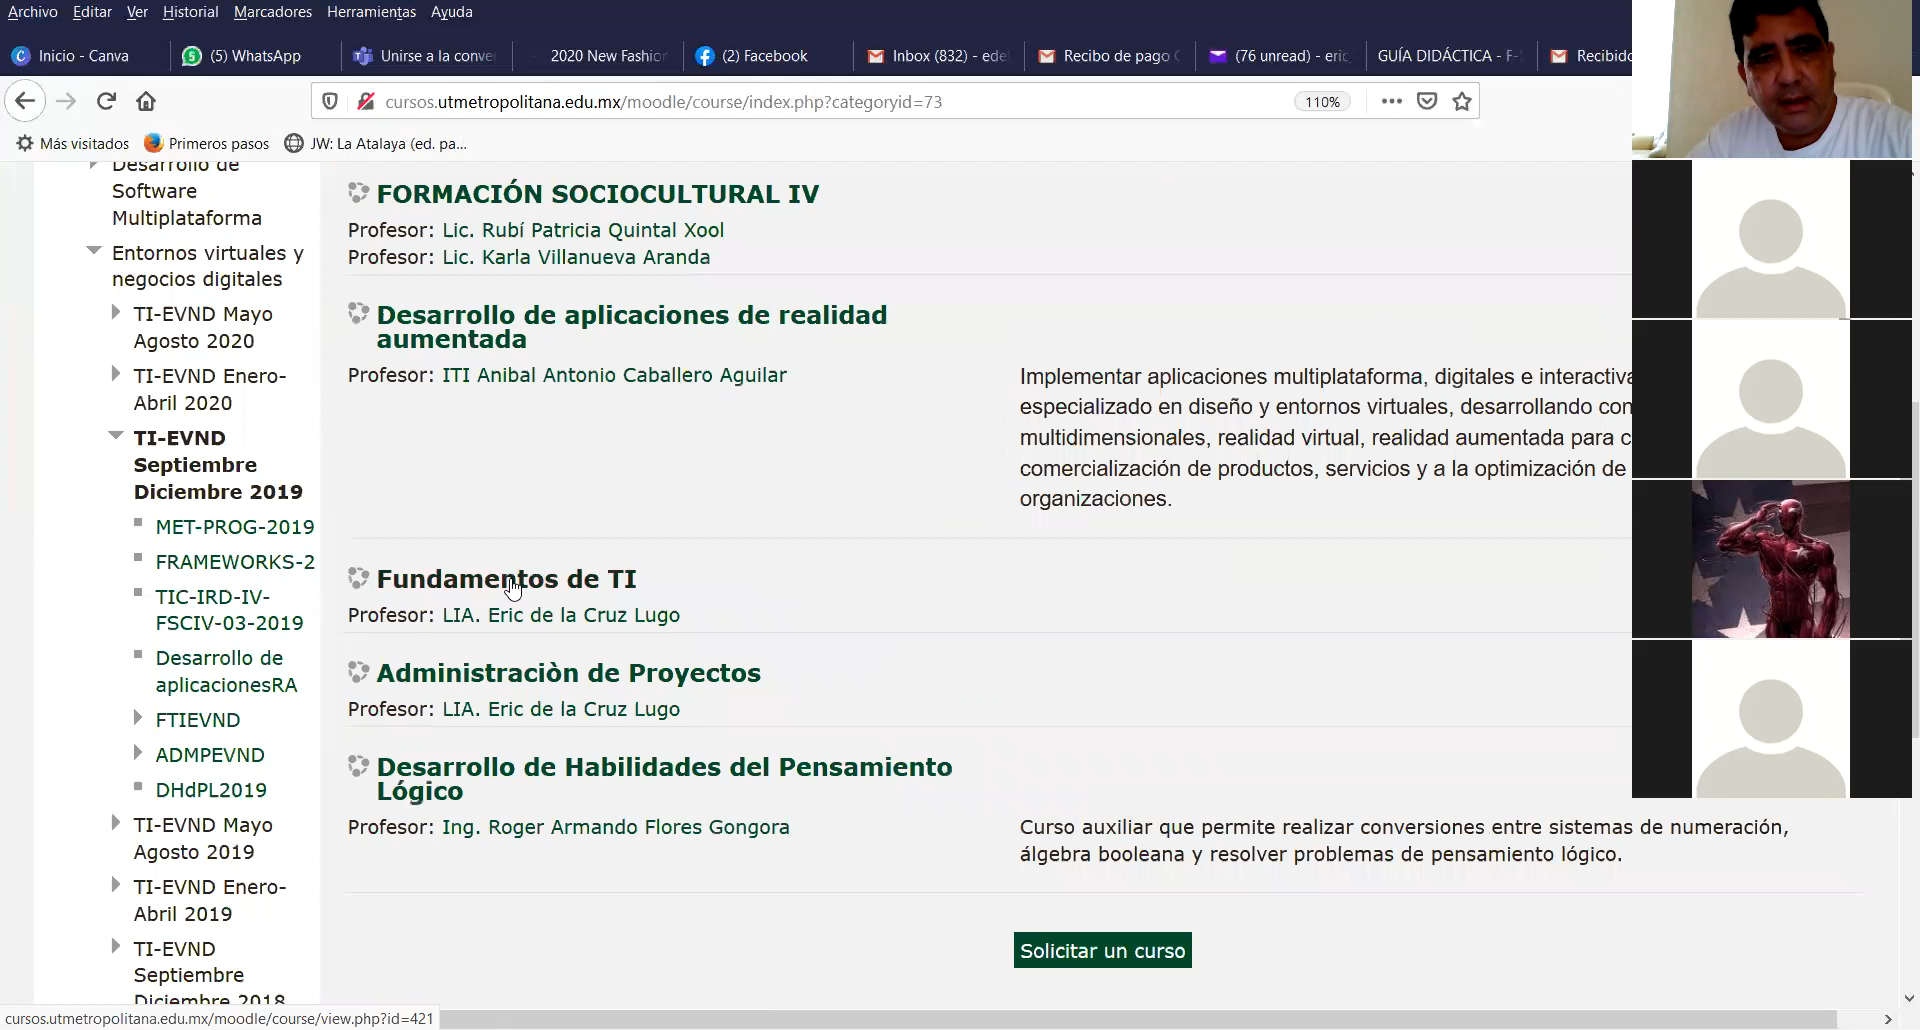 Archivo Editar Ver Historial Marcadores Herramientas Ayuda
Inicio - Canva
(5) WhatsApp
Unirse a la conve
2020 New Fashio
(2) Facebook
Inbox (832) - ede
Recibo de pago
(76 unread) - eric
GUÍA DIDÁCTICA - F-
Recibido
cursos.utmetropolitana.edu.mx/moodle/course/index.php?categoryid=73
110%
Más visitados
Primeros pasos
JW: La Atalaya (ed. pa...
Desarrollo de
Software
Multiplataforma
Entornos virtuales y
negocios digitales
TI-EVND Mayo
Agosto 2020
TI-EVND Enero-
Abril 2020
TI-EVND
Septiembre
Diciembre 2019
MET-PROG-2019
FRAMEWORKS-2
TIC-IRD-IV-
FSCIV-03-2019
Desarrollo de
aplicacionesRA
FTIEVND
ADMPEVND
DHdPL2019
TI-EVND Mayo
Agosto 2019
TI-EVND Enero-
Abril 2019
TI-EVND
Septiembre
Diciembre 2018
FORMACIÓN SOCIOCULTURAL IV
Profesor: Lic. Rubí Patricia Quintal Xool
Profesor: Lic. Karla Villanueva Aranda
Desarrollo de aplicaciones de realidad
aumentada
Profesor: ITI Anibal Antonio Caballero Aguilar
Implementar aplicaciones multiplataforma, digitales e interactiva
especializado en diseño y entornos virtuales, desarrollando con
multidimensionales, realidad virtual, realidad aumentada para c
comercialización de productos, servicios y a la optimización de
organizaciones.
Fundamentos de TI
Profesor: LIA. Eric de la Cruz Lugo
Administraciòn de Proyectos
Profesor: LIA. Eric de la Cruz Lugo
Desarrollo de Habilidades del Pensamiento
Lógico
Profesor: Ing. Roger Armando Flores Gongora
Curso auxiliar que permite realizar conversiones entre sistemas de numeración,
álgebra booleana y resolver problemas de pensamiento lógico.
Solicitar un curso
cursos.utmetropolitana.edu.mx/moodle/course/view.php?id=421